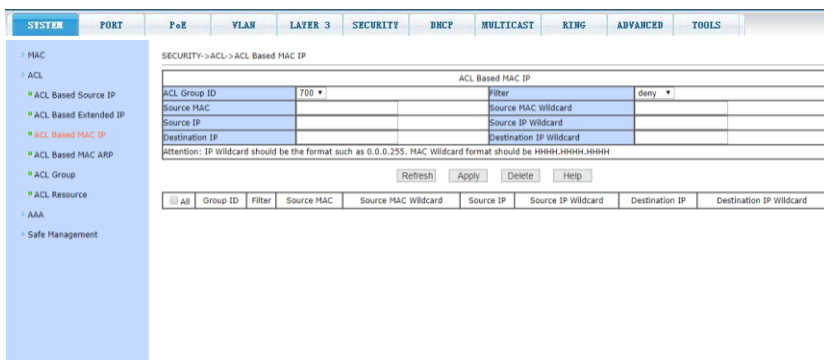 SYSTEM PORT PoE VLAN LAYER 3 SECURITY DHCP MULTICAST RING ADVANCED TOOLS
MAC
ACL
ACL Based Source IP
ACL Based Extended IP
ACL Based MAC IP
ACL Based MAC ARP
ACL Group
ACL Resource
AAA
Safe Management
SECURITY->ACL->ACL Based MAC IP
ACL Based MAC IP
ACL Group ID 700 Filter deny
Source MAC Source MAC Wildcard
Source IP Source IP Wildcard
Destination IP Destination IP Wildcard
Attention: IP Wildcard should be the format such as 0.0.0.255. MAC Wildcard format should be HHHH.HHHH.HHHH
Refresh Apply Delete Help
All Group ID Filter Source MAC Source MAC Wildcard Source IP Source IP Wildcard Destination IP Destination IP Wildcard